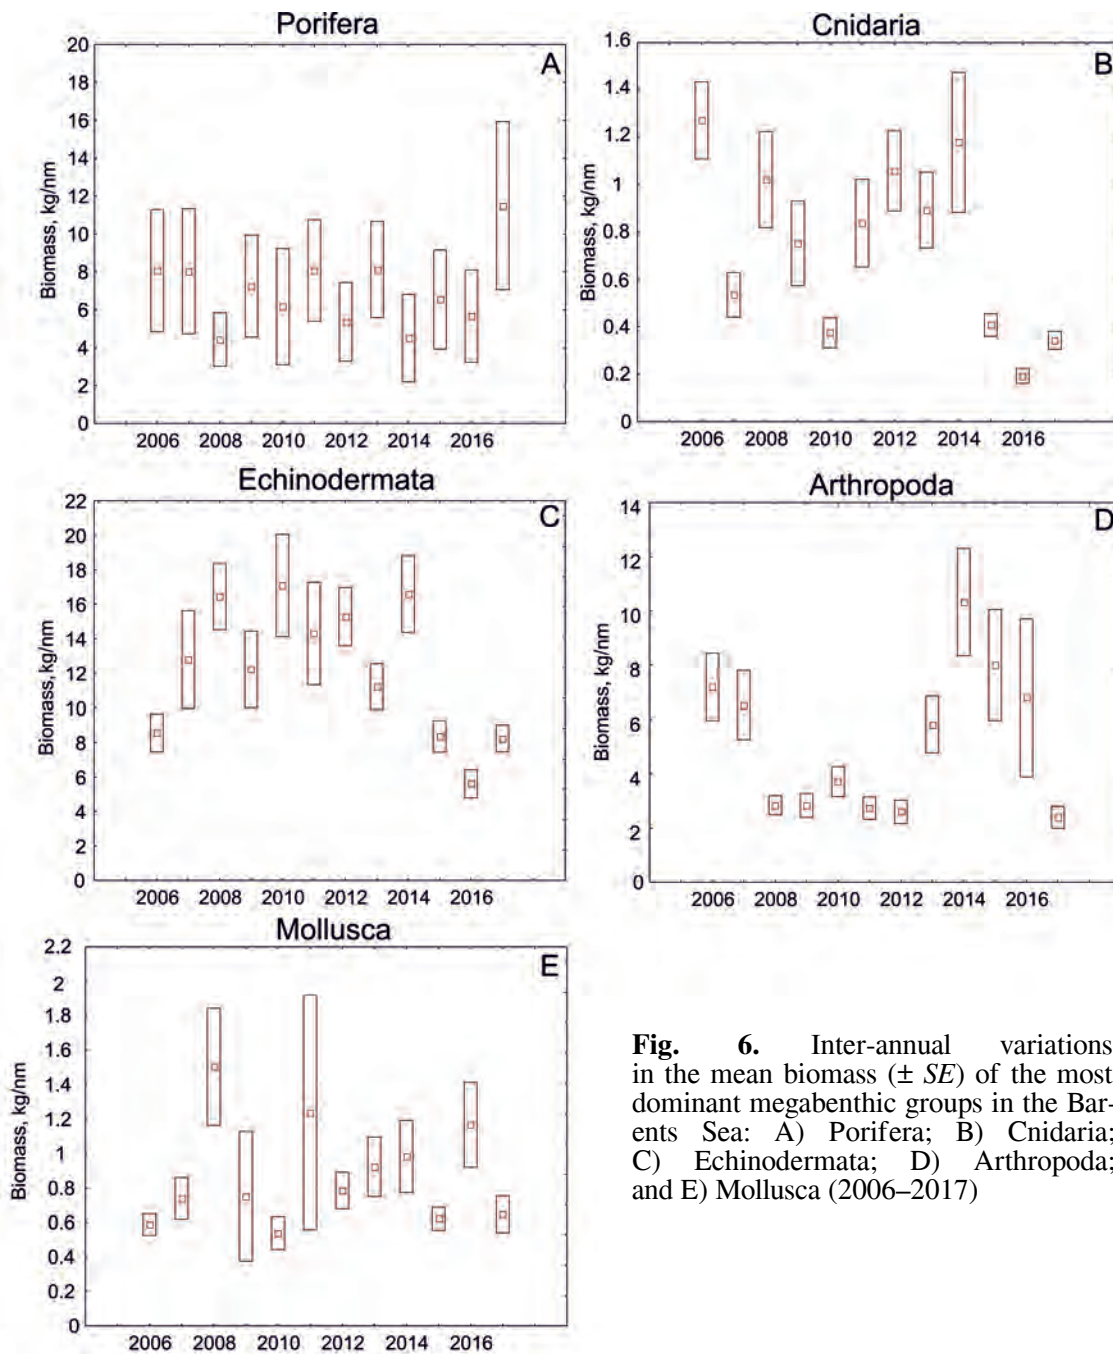 Porifera
A
20
18
16
14
12
10
8
6
4
2
0
Biomass, kg/nm
2006 2008 2010 2012 2014 2016
Cnidaria
B
1.6
1.4
1.2
1
0.8
0.6
0.4
0.2
0
Biomass, kg/nm
2006 2008 2010 2012 2014 2016
Echinodermata
C
22
20
18
16
14
12
10
8
6
4
2
0
Biomass, kg/nm
2006 2008 2010 2012 2014 2016
Arthropoda
D
14
12
10
8
6
4
2
0
Biomass, kg/nm
2006 2008 2010 2012 2014 2016
Mollusca
E
2.2
2
1.8
1.6
1.4
1.2
1
0.8
0.6
0.4
0.2
0
Biomass, kg/nm
2006 2008 2010 2012 2014 2016
Fig. 6. Inter-annual variations
in the mean biomass (± SE) of the most
dominant megabenthic groups in the Bar-
ents Sea: A) Porifera; B) Cnidaria;
C) Echinodermata; D) Arthropoda;
and E) Mollusca (2006–2017)